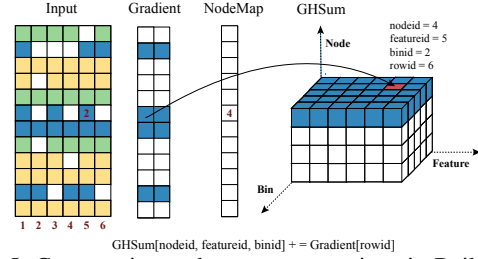 Input Gradient NodeMap GHSum
nodeid = 4
featureid = 5
binid = 2
rowid = 6
Node
2
4
Feature
Bin
1 2 3 4 5 6
GHSum[nodeid, featureid, binid] + = Gradient[rowid]